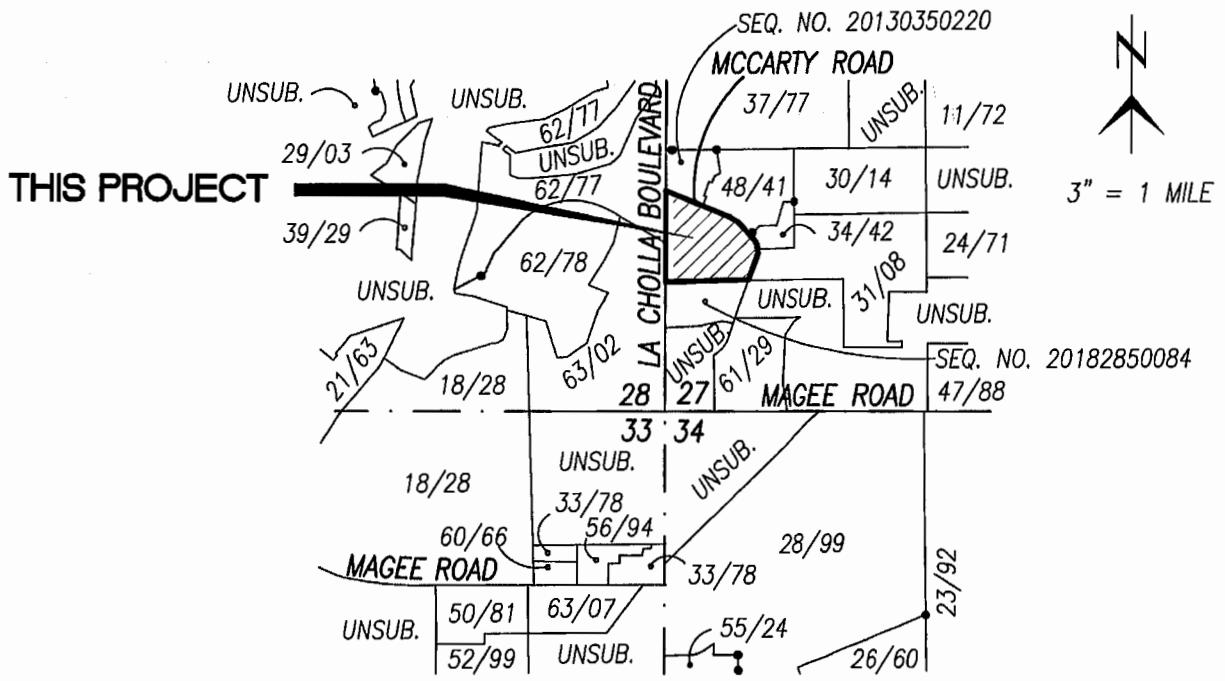 SEQ. NO. 20130350220
N
MCCARTY ROAD
UNSUB.
UNSUB.
37/77
UNSUB.
11/72
62/77
29/03
UNSUB.
THIS PROJECT
62/77
LA CHOLLA BOULEVARD
48/41
30/14
UNSUB.
3" = 1 MILE
39/29
34/42
24/71
62/78
UNSUB.
UNSUB.
31/08
UNSUB.
SEQ. NO. 20182850084
21/63
18/28
63/02
UNSUB.
61/29
28
27
MAGEE ROAD
47/88
33
34
UNSUB.
UNSUB.
18/28
33/78
60/66
56/94
28/99
MAGEE ROAD
33/78
23/92
50/81
63/07
UNSUB.
55/24
52/99
UNSUB.
26/60